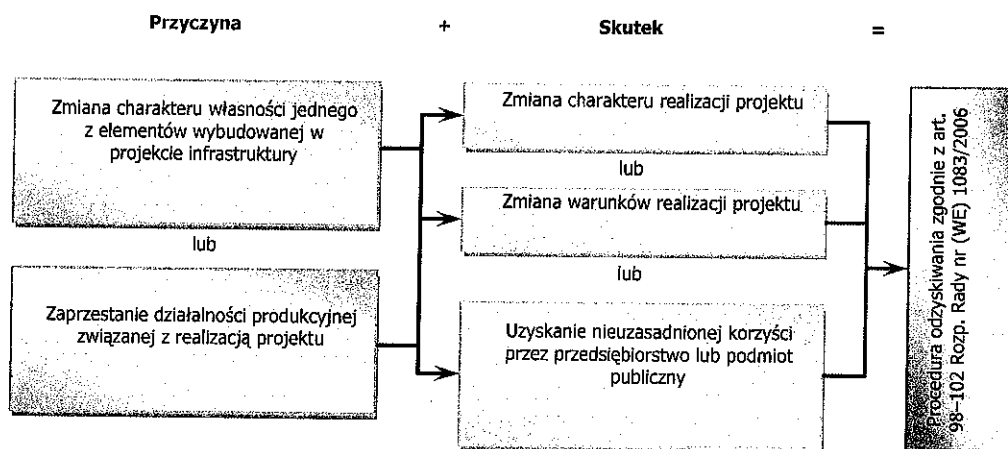 Przyczyna + Skutek =
Zmiana charakteru własności jednego
z elementów wybudowanej w
projekcie infrastruktury
lub
Zaprzestanie działalności produkcyjnej
związanej z realizacją projektu
Zmiana charakteru realizacji projektu
lub
Zmiana warunków realizacji projektu
lub
Uzyskanie nieuzasadnionej korzyści
przez przedsiębiorstwo lub podmiot
publiczny
Procedura odzyskiwania zgodnie z art.
98–102 Rozp. Rady nr (WE) 1083/2006